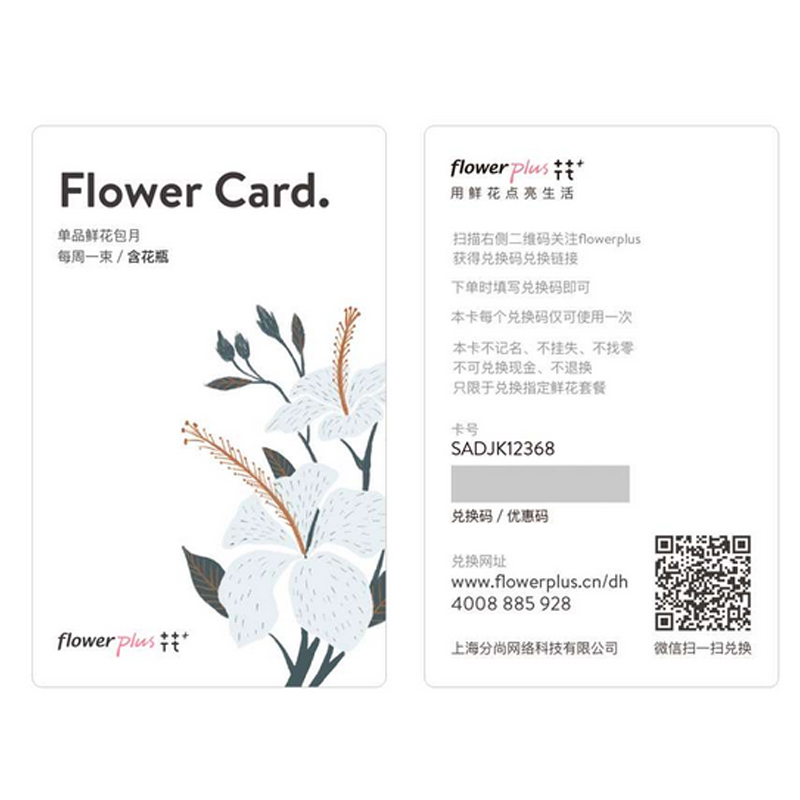 Flower Card.
单品鲜花包月
每周一束 / 含花瓶
flowerplus 花+
flowerplus 花+
用鲜花点亮生活
扫描右侧二维码关注flowerplus
获得兑换码兑换链接
下单时填写兑换码即可
本卡每个兑换码仅可使用一次
本卡不记名、不挂失、不找零
不可兑换现金、不退换
只限于兑换指定鲜花套餐
卡号
SADJK12368
兑换码 / 优惠码
兑换网址
www.flowerplus.cn/dh
4008 885 928
上海分尚网络科技有限公司
微信扫一扫兑换